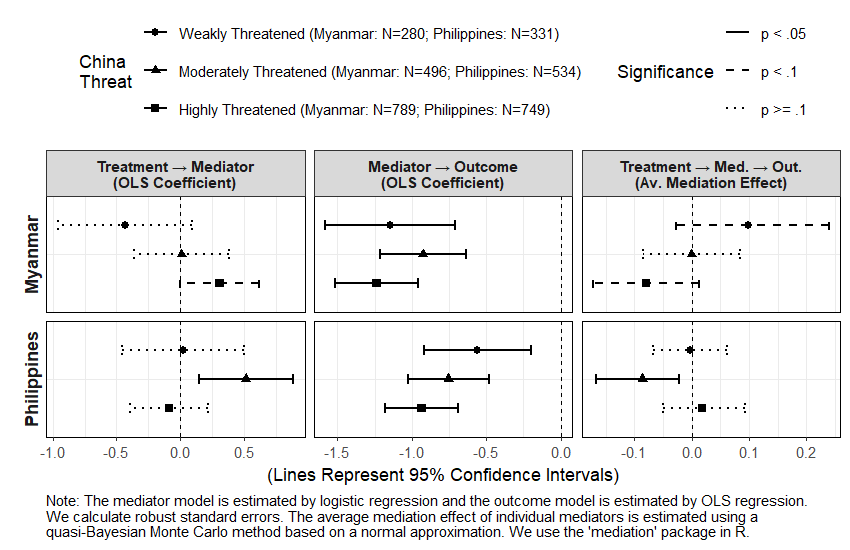 China
Threat
Weakly Threatened (Myanmar: N=280; Philippines: N=331)
Moderately Threatened (Myanmar: N=496; Philippines: N=534)
Highly Threatened (Myanmar: N=789; Philippines: N=749)
Significance
p < .05
p < .1
p >= .1
Treatment → Mediator
(OLS Coefficient)
Mediator → Outcome
(OLS Coefficient)
Treatment → Med. → Out.
(Av. Mediation Effect)
Myanmar
Philippines
-1.0 -0.5 0.0 0.5
-1.5 -1.0 -0.5 0.0
-0.1 0.0 0.1 0.2
(Lines Represent 95% Confidence Intervals)
Note: The mediator model is estimated by logistic regression and the outcome model is estimated by OLS regression.
We calculate robust standard errors. The average mediation effect of individual mediators is estimated using a
quasi-Bayesian Monte Carlo method based on a normal approximation. We use the 'mediation' package in R.